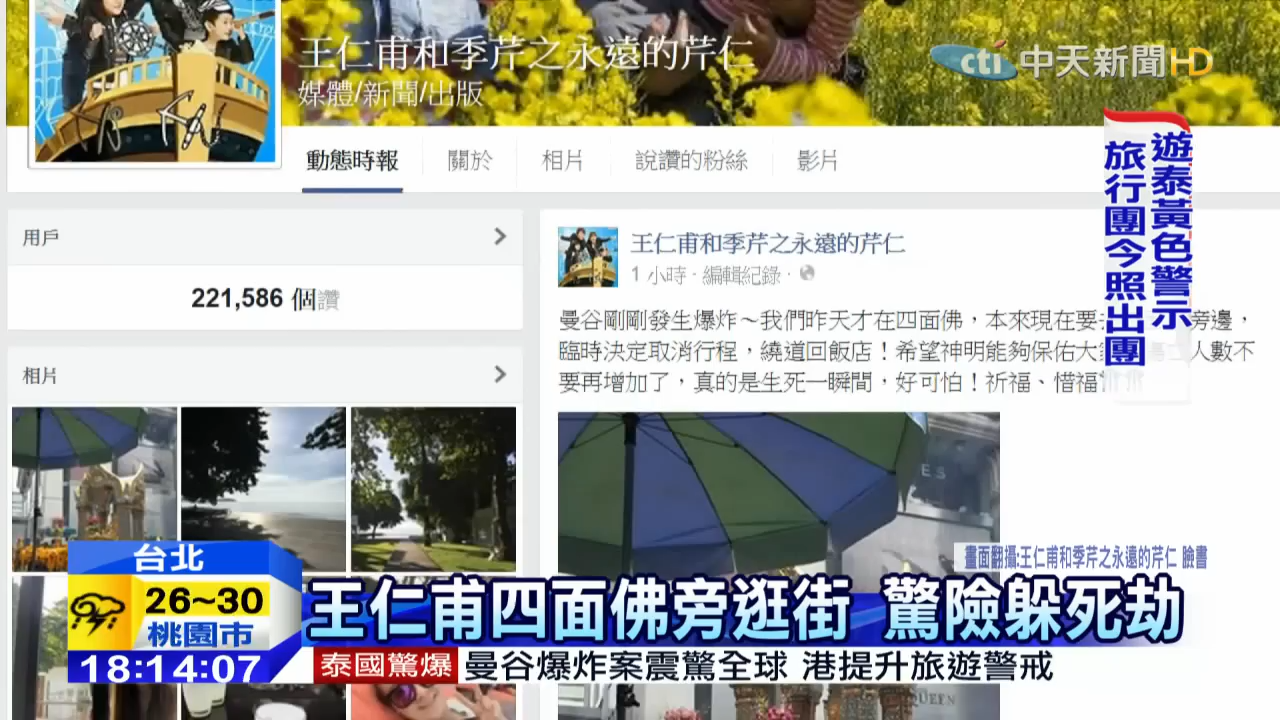 王仁甫和季芹之永遠的芹仁
媒體/新聞/出版
cti 中天新聞HD
動態時報 關於 相片 說讚的粉絲 影片
遊泰黃色警示
旅行團今照出團
用戶
221,586 個讚
相片
王仁甫和季芹之永遠的芹仁
1 小時 · 編輯紀錄 ·
曼谷剛剛發生爆炸～我們昨天才在四面佛，本來現在要 旁邊，
臨時決定取消行程，繞道回飯店！希望神明能夠保佑大 人數不
要再增加了，真的是生死一瞬間，好可怕！祈福、惜福
畫面翻攝:王仁甫和季芹之永遠的芹仁 臉書
台北
26~30
桃園市
18:14:07
王仁甫四面佛旁逛街 驚險躲死劫
泰國驚爆 曼谷爆炸案震驚全球 港提升旅遊警戒